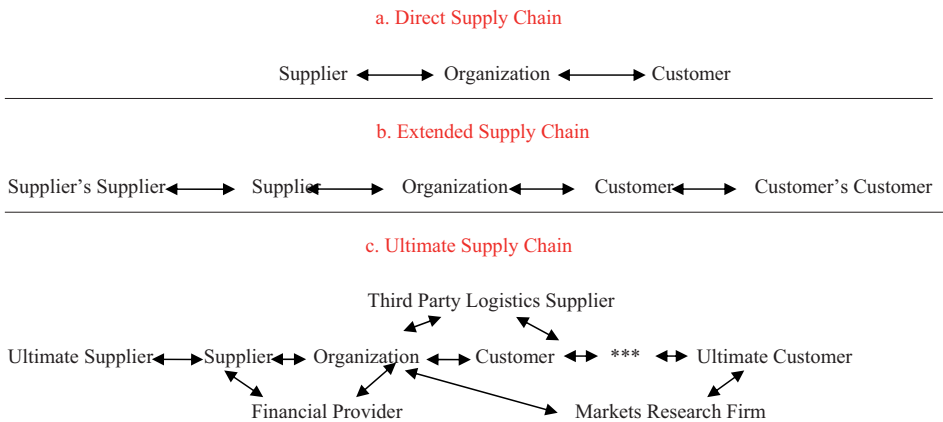 a. Direct Supply Chain
Supplier Organization Customer
b. Extended Supply Chain
Supplier’s Supplier Supplier Organization Customer Customer’s Customer
c. Ultimate Supply Chain
Third Party Logistics Supplier
Ultimate Supplier Supplier Organization Customer *** Ultimate Customer
Financial Provider Markets Research Firm